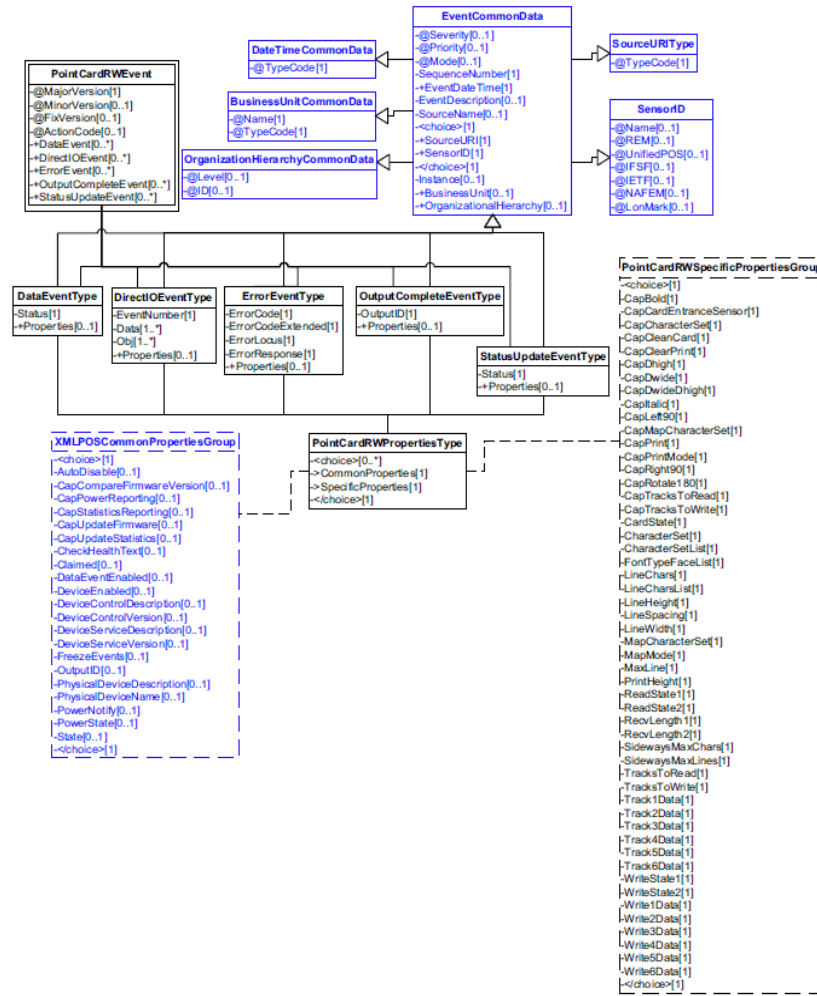 EventCommonData
-@Severity[0..1]
-@Priority[0..1]
-@Mode[0..1]
-SequenceNumber[1]
-+EventDateTime[1]
-EventDescription[0..1]
-SourceName[0..1]
-<choice>[1]
-+SourceURI[1]
-+SensorID[1]
-</choice>[1]
-Instance[0..1]
-+BusinessUnit[0..1]
-+OrganizationalHierarchy[0..1]
DateTimeCommonData
-@TypeCode[1]
SourceURIType
-@TypeCode[1]
PointCardRWEvent
-@MajorVersion[1]
-@MinorVersion[0..1]
-@FixVersion[0..1]
-@ActionCode[0..1]
-+DataEvent[0..*]
-+DirectIOEvent[0..*]
-+ErrorEvent[0..*]
-+OutputCompleteEvent[0..*]
-+StatusUpdateEvent[0..*]
BusinessUnitCommonData
-@Name[1]
-@TypeCode[1]
SensorID
-@Name[0..1]
-@REM[0..1]
-@UnifiedPOS[0..1]
-@IFSF[0..1]
-@IETF[0..1]
-@NAFEM[0..1]
-@LonMark[0..1]
OrganizationHierarchyCommonData
-@Level[0..1]
-@ID[0..1]
DataEventType
-Status[1]
-+Properties[0..1]
DirectIOEventType
-EventNumber[1]
-Data[1..*]
-Obj[1..*]
-+Properties[0..1]
ErrorEventType
-ErrorCode[1]
-ErrorCodeExtended[1]
-ErrorLocus[1]
-ErrorResponse[1]
-+Properties[0..1]
OutputCompleteEventType
-OutputID[1]
-+Properties[0..1]
StatusUpdateEventType
-Status[1]
-+Properties[0..1]
PointCardRWSpecificPropertiesGroup
-<choice>[1]
-CapBold[1]
-CapCardEntranceSensor[1]
-CapCharacterSet[1]
-CapCleanCard[1]
-CapClearPrint[1]
-CapDhigh[1]
-CapDwide[1]
-CapDwideDhigh[1]
-CapItalic[1]
-CapLeft90[1]
-CapMapCharacterSet[1]
-CapPrint[1]
-CapPrintMode[1]
-CapRight90[1]
-CapRotate180[1]
-CapTracksToRead[1]
-CapTracksToWrite[1]
-CardState[1]
-CharacterSet[1]
-CharacterSetList[1]
-FontTypeFaceList[1]
-LineChars[1]
-LineCharsList[1]
-LineHeight[1]
-LineSpacing[1]
-LineWidth[1]
-MapCharacterSet[1]
-MapMode[1]
-MaxLine[1]
-PrintHeight[1]
-ReadState1[1]
-ReadState2[1]
-RecvLength1[1]
-RecvLength2[1]
-SidewaysMaxChars[1]
-SidewaysMaxLines[1]
-TracksToRead[1]
-TracksToWrite[1]
-Track1Data[1]
-Track2Data[1]
-Track3Data[1]
-Track4Data[1]
-Track5Data[1]
-Track6Data[1]
-WriteState1[1]
-WriteState2[1]
-Write1Data[1]
-Write2Data[1]
-Write3Data[1]
-Write4Data[1]
-Write5Data[1]
-Write6Data[1]
-</choice>[1]
XMLPOSCommonPropertiesGroup
-<choice>[1]
-AutoDisable[0..1]
-CapCompareFirmwareVersion[0..1]
-CapPowerReporting[0..1]
-CapStatisticsReporting[0..1]
-CapUpdateFirmware[0..1]
-CapUpdateStatistics[0..1]
-CheckHealthText[0..1]
-Claimed[0..1]
-DataEventEnabled[0..1]
-DeviceEnabled[0..1]
-DeviceControlDescription[0..1]
-DeviceControlVersion[0..1]
-DeviceServiceDescription[0..1]
-DeviceServiceVersion[0..1]
-FreezeEvents[0..1]
-OutputID[0..1]
-PhysicalDeviceDescription[0..1]
-PhysicalDeviceName[0..1]
-PowerNotify[0..1]
-PowerState[0..1]
-State[0..1]
-</choice>[1]
PointCardRWPropertiesType
-<choice>[0..*]
->CommonProperties[1]
->SpecificProperties[1]
-</choice>[1]